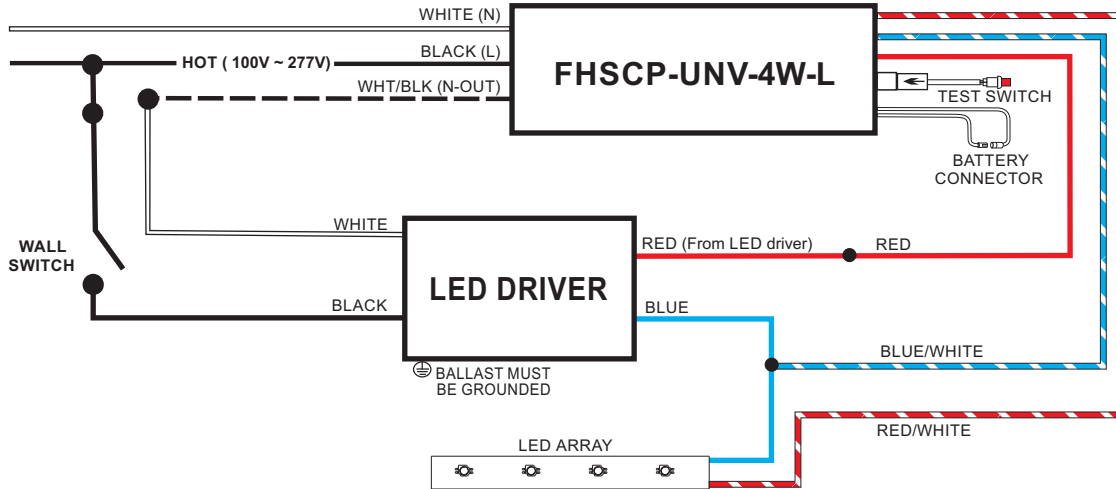 WHITE (N)
BLACK (L)
HOT ( 100V ~ 277V)
WHT/BLK (N-OUT)
FHSCP-UNV-4W-L
TEST SWITCH
BATTERY
CONNECTOR
WHITE
WALL
SWITCH
LED DRIVER
RED (From LED driver)
RED
BLACK
BLUE
BLUE/WHITE
BALLAST MUST
BE GROUNDED
RED/WHITE
LED ARRAY